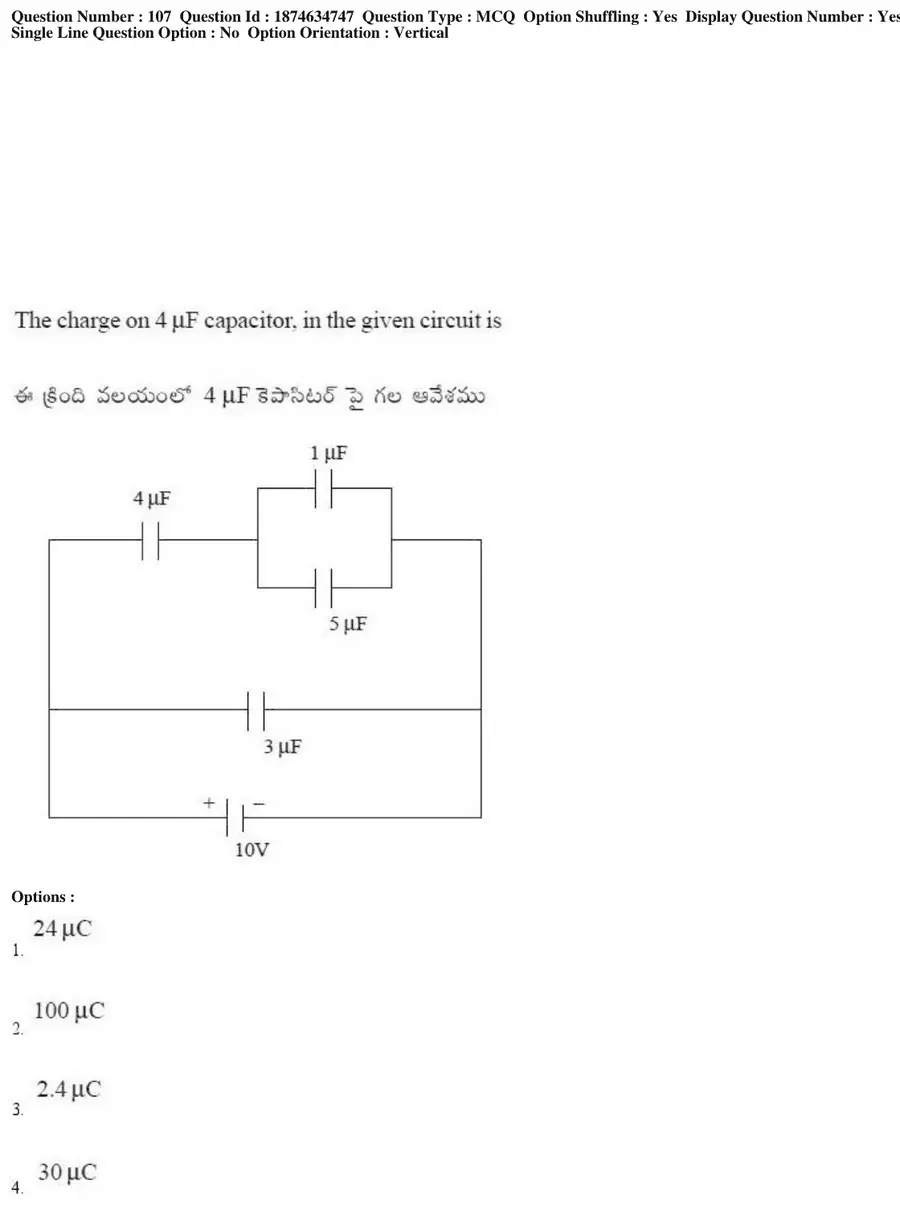 Question Number : 107 Question Id : 1874634747 Question Type : MCQ Option Shuffling : Yes Display Question Number : Yes
Single Line Question Option : No Option Orientation : Vertical
The charge on 4 μF capacitor, in the given circuit is
ఈ క్రింది వలయంలో 4 μF కెపాసిటర్ పై గల ఆవేశము
1 μF
4 μF
5 μF
3 μF
+ −
10V
Options :
1. 24 μC
2. 100 μC
3. 2.4 μC
4. 30 μC